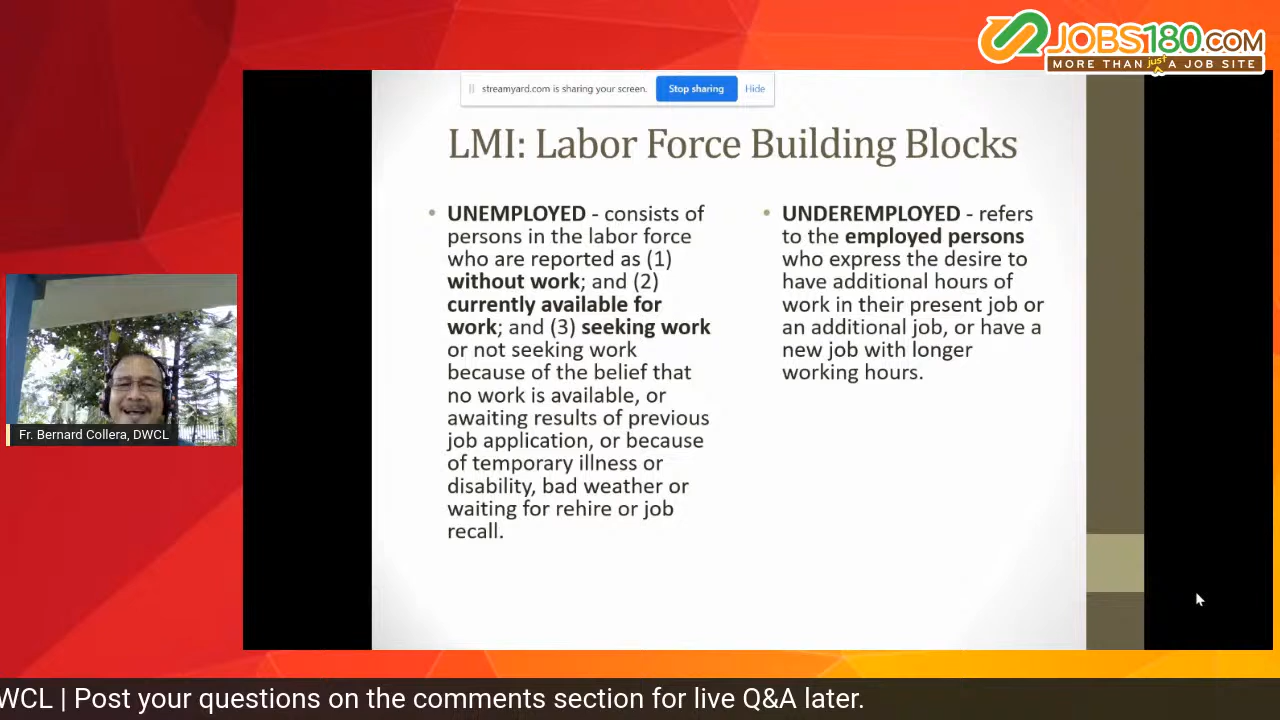 JOBS180.COM
MORE THAN just A JOB SITE
streamyard.com is sharing your screen.
Stop sharing
Hide
LMI: Labor Force Building Blocks
• UNEMPLOYED - consists of
persons in the labor force
who are reported as (1)
without work; and (2)
currently available for
work; and (3) seeking work
or not seeking work
because of the belief that
no work is available, or
awaiting results of previous
job application, or because
of temporary illness or
disability, bad weather or
waiting for rehire or job
recall.
• UNDEREMPLOYED - refers
to the employed persons
who express the desire to
have additional hours of
work in their present job or
an additional job, or have a
new job with longer
working hours.
Fr. Bernard Collera, DWCL
WCL | Post your questions on the comments section for live Q&A later.